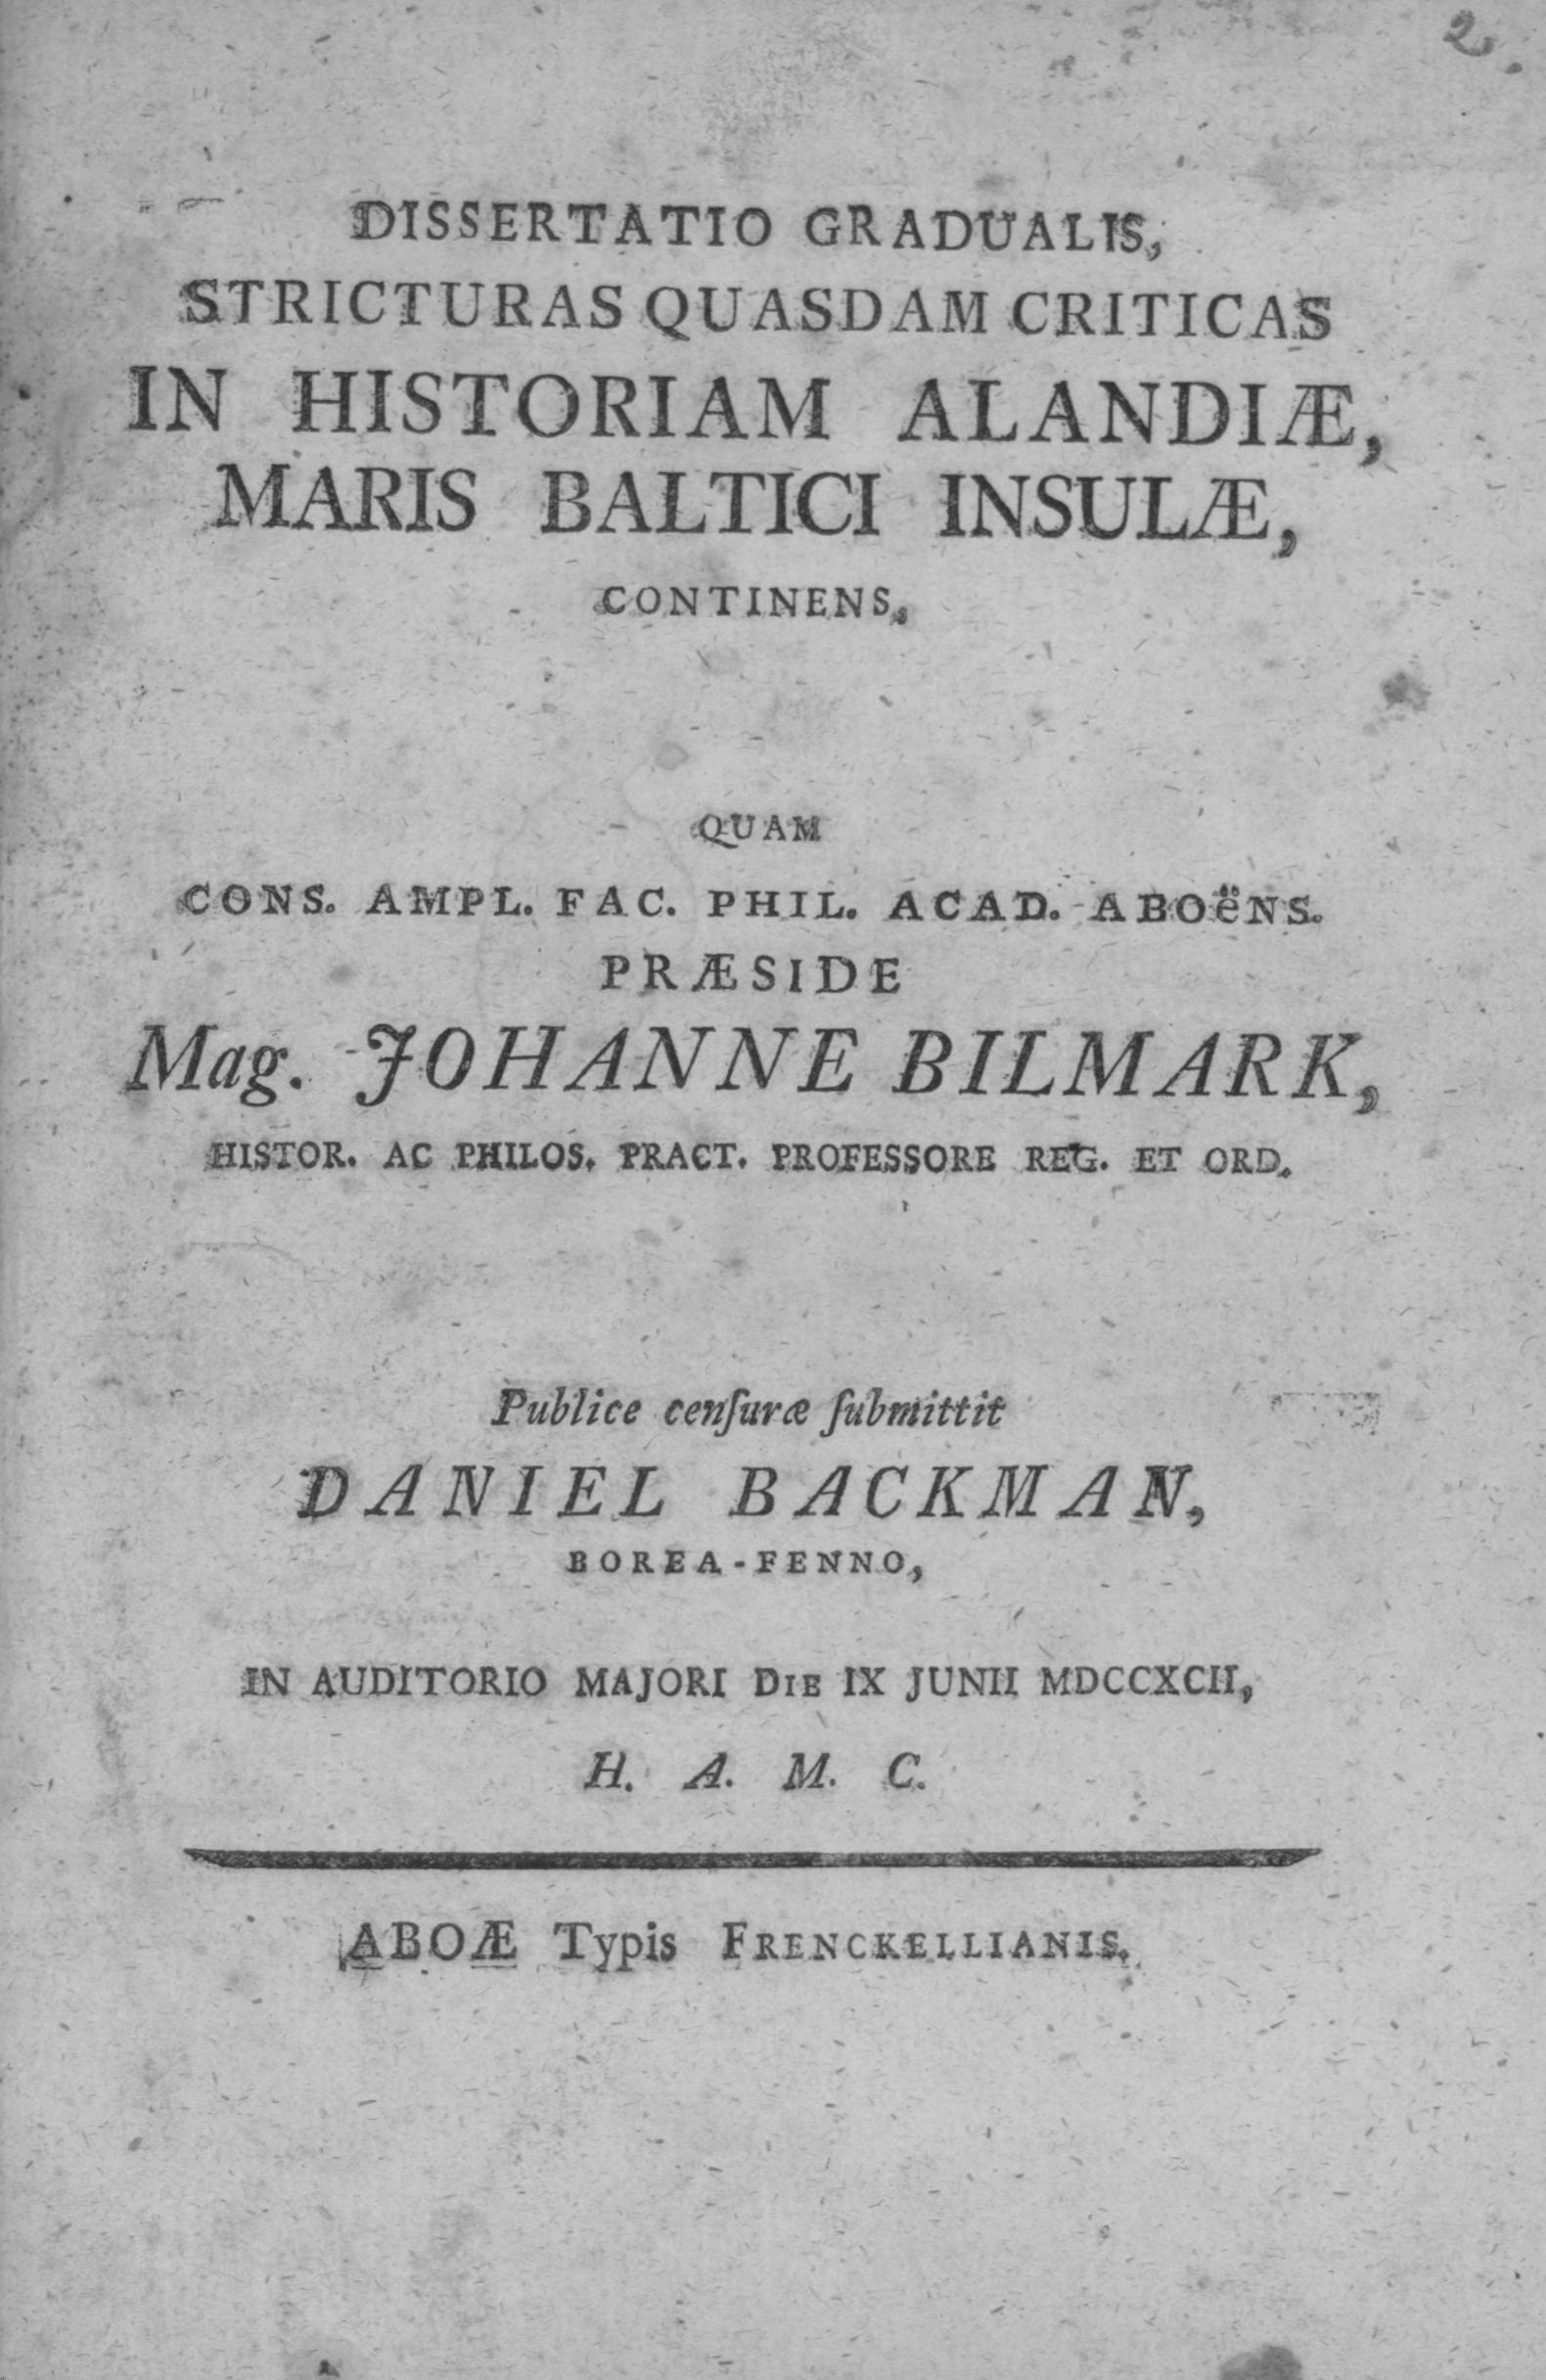 2.
DISSERTATIO GRADUALIS,
STRICTURAS QUASDAM CRITICAS
IN HISTORIAM ALANDIÆ,
MARIS BALTICI INSULÆ,
CONTINENS,
QUAM
CONS. AMPL. FAC. PHIL. ACAD. ABOëNS.
PRÆSIDE
Mag. JOHANNE BILMARK,
HISTOR. AC PHILOS. PRACT. PROFESSORE REG. ET ORD.
Publice cenſuræ ſubmittit
DANIEL BACKMAN,
BOREA-FENNO,
IN AUDITORIO MAJORI DIE IX JUNII MDCCXCII,
H. A. M. C.
ABOÆ Typis FRENCKELLIANIS.